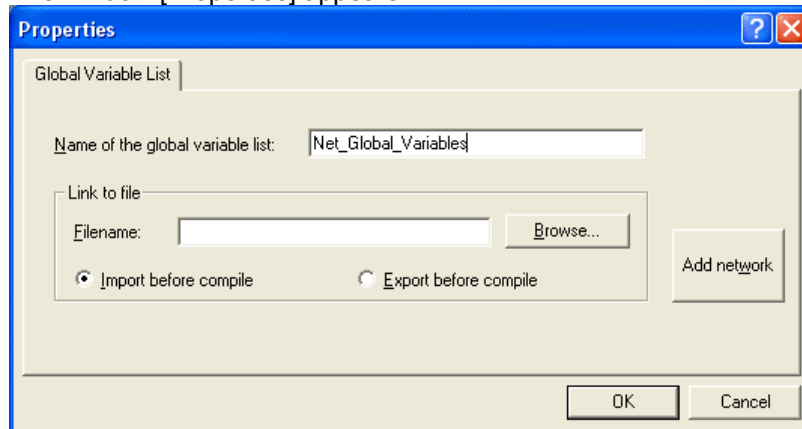 Properties
Global Variable List
Name of the global variable list: Net_Global_Variables
Link to file
Filename: Browse...
Import before compile Export before compile
Add network
OK Cancel